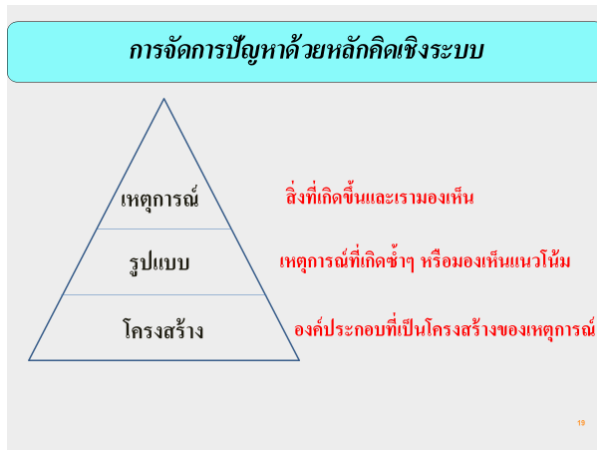 การจัดการปัญหาด้วยหลักคิดเชิงระบบ
เหตุการณ์ สิ่งที่เกิดขึ้นและเรามองเห็น
รูปแบบ เหตุการณ์ที่เกิดซ้ำๆ หรือมองเห็นแนวโน้ม
โครงสร้าง องค์ประกอบที่เป็นโครงสร้างของเหตุการณ์
19